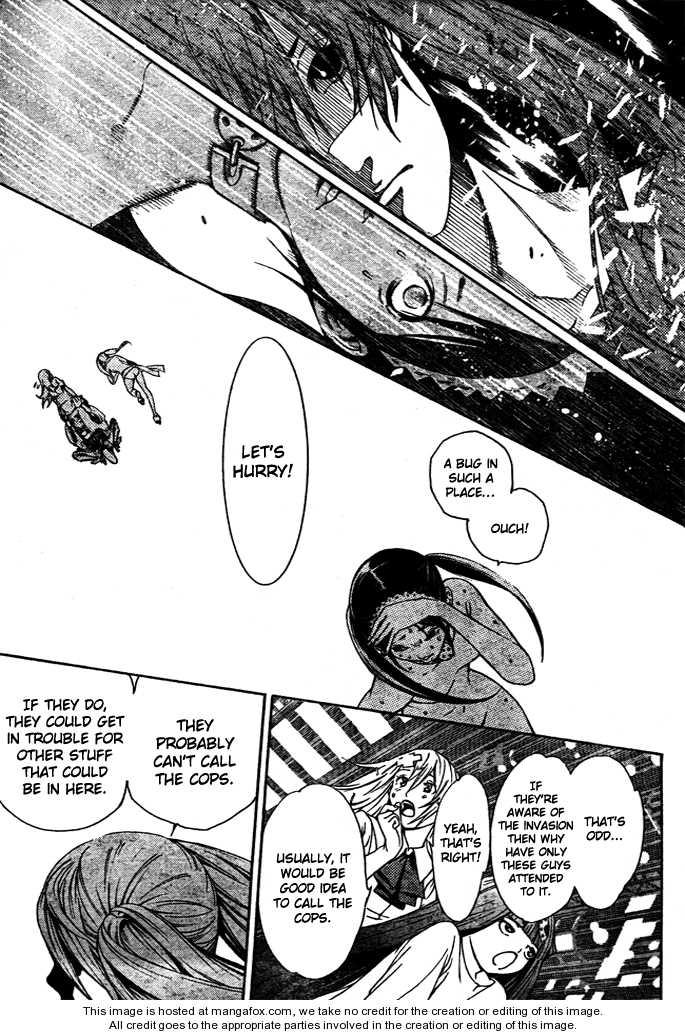 LET'S
HURRY!
A BUG IN
SUCH A
PLACE...
OUCH!
THAT'S
ODD...
IF
THEY'RE
AWARE OF
THE INVASION
THEN WHY
HAVE ONLY
THESE GUYS
ATTENDED
TO IT.
YEAH,
THAT'S
RIGHT!
USUALLY, IT
WOULD BE
GOOD IDEA
TO CALL THE
COPS.
THEY
PROBABLY
CAN'T CALL
THE COPS.
IF THEY DO,
THEY COULD GET
IN TROUBLE FOR
OTHER STUFF
THAT COULD
BE IN HERE.
This image is hosted at mangafox.com, we take no credit for the creation or editing of this image.
All credit goes to the appropriate parties involved in the creation or editing of this image.